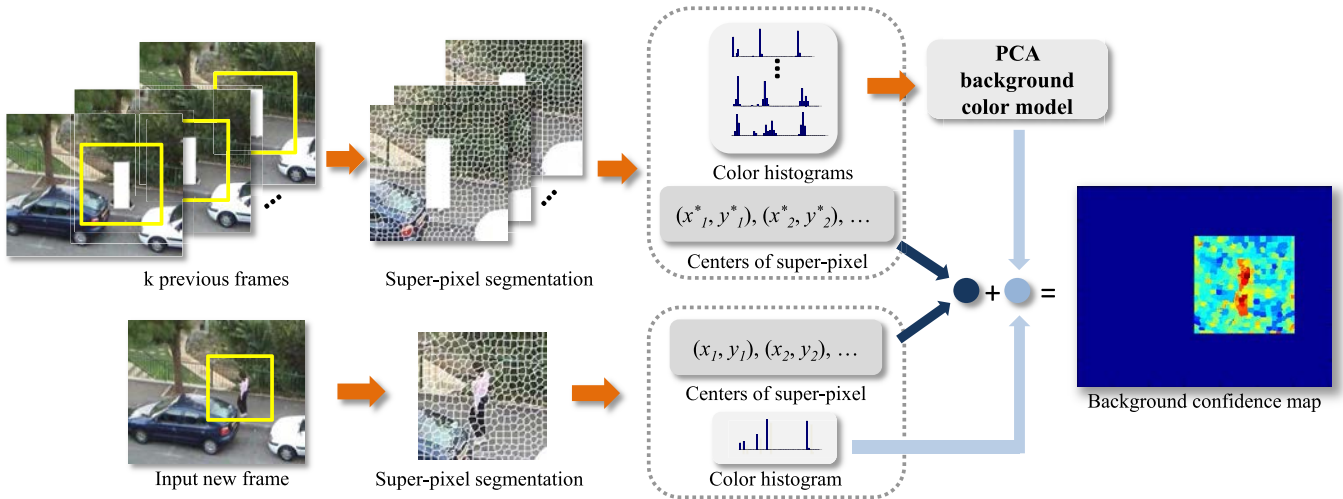 k previous frames
Super-pixel segmentation
Color histograms
(x*1, y*1), (x*2, y*2), …
Centers of super-pixel
PCA
background
color model
Input new frame
Super-pixel segmentation
(x1, y1), (x2, y2), …
Centers of super-pixel
Color histogram
+ =
Background confidence map